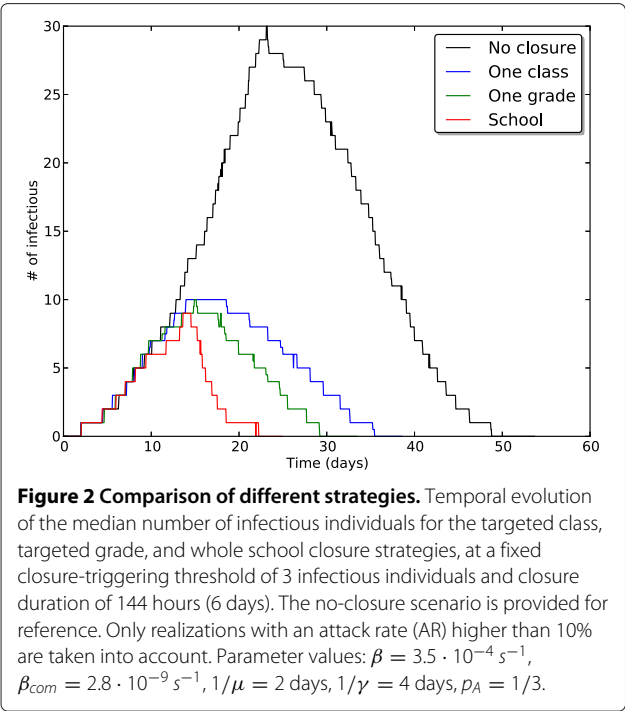 30
25
20
15
10
5
0
# of infectious
No closure
One class
One grade
School
0 10 20 30 40 50 60
Time (days)
Figure 2 Comparison of different strategies. Temporal evolution
of the median number of infectious individuals for the targeted class,
targeted grade, and whole school closure strategies, at a fixed
closure-triggering threshold of 3 infectious individuals and closure
duration of 144 hours (6 days). The no-closure scenario is provided for
reference. Only realizations with an attack rate (AR) higher than 10%
are taken into account. Parameter values: β = 3.5 · 10⁻⁴ s⁻¹,
β_com = 2.8 · 10⁻⁹ s⁻¹, 1/μ = 2 days, 1/γ = 4 days, p_A = 1/3.